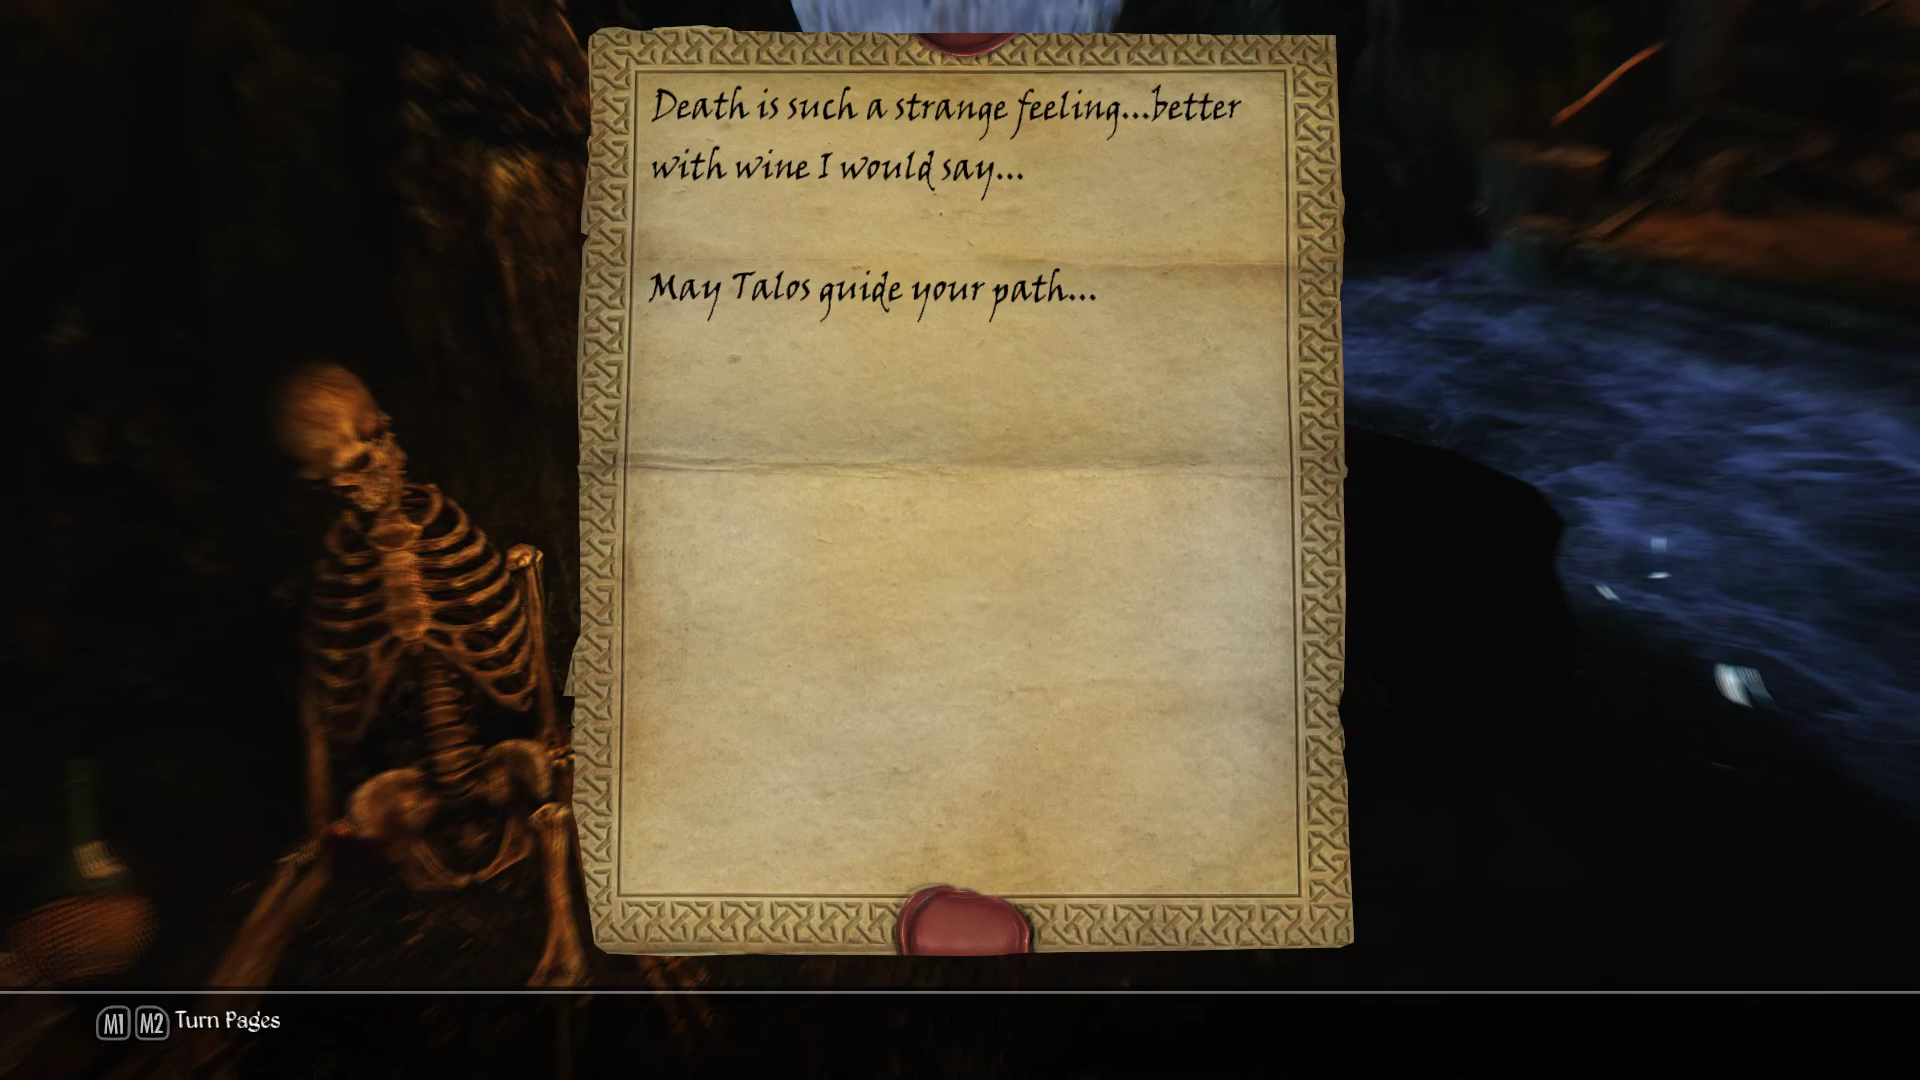 Death is such a strange feeling...better
with wine I would say...
May Talos guide your path...
M1 M2 Turn Pages